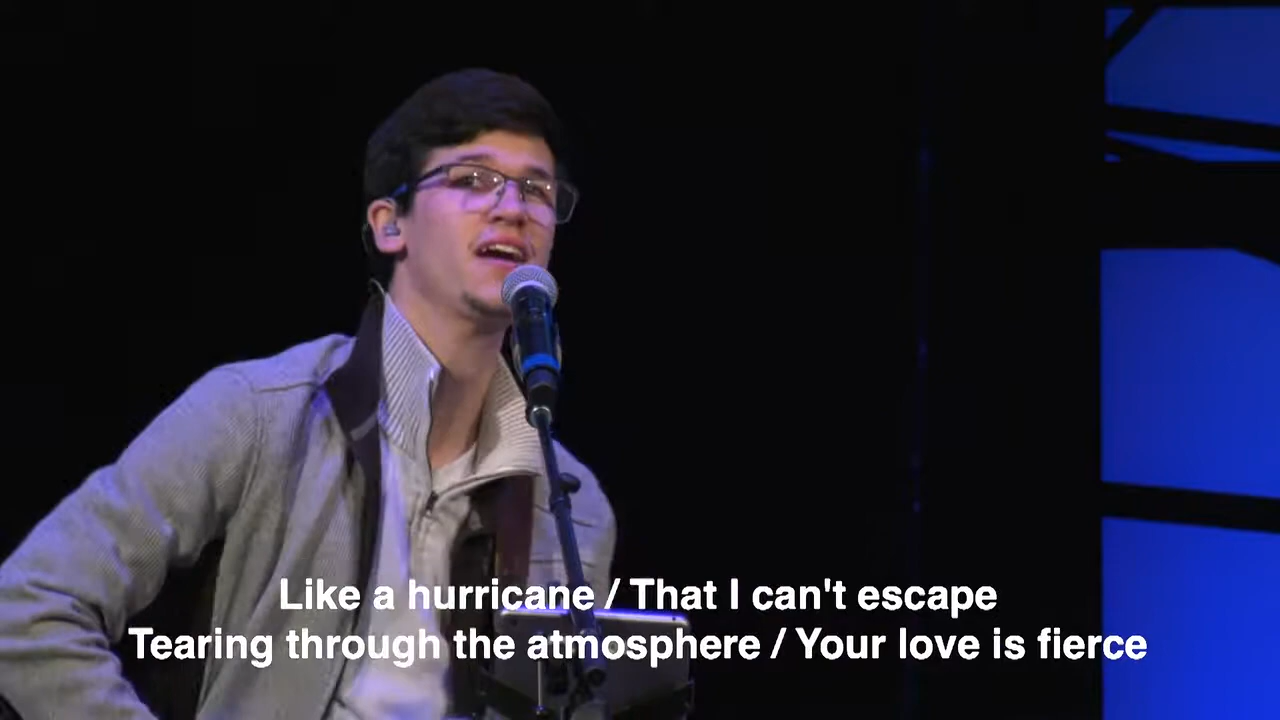 Like a hurricane / That I can't escape
Tearing through the atmosphere / Your love is fierce